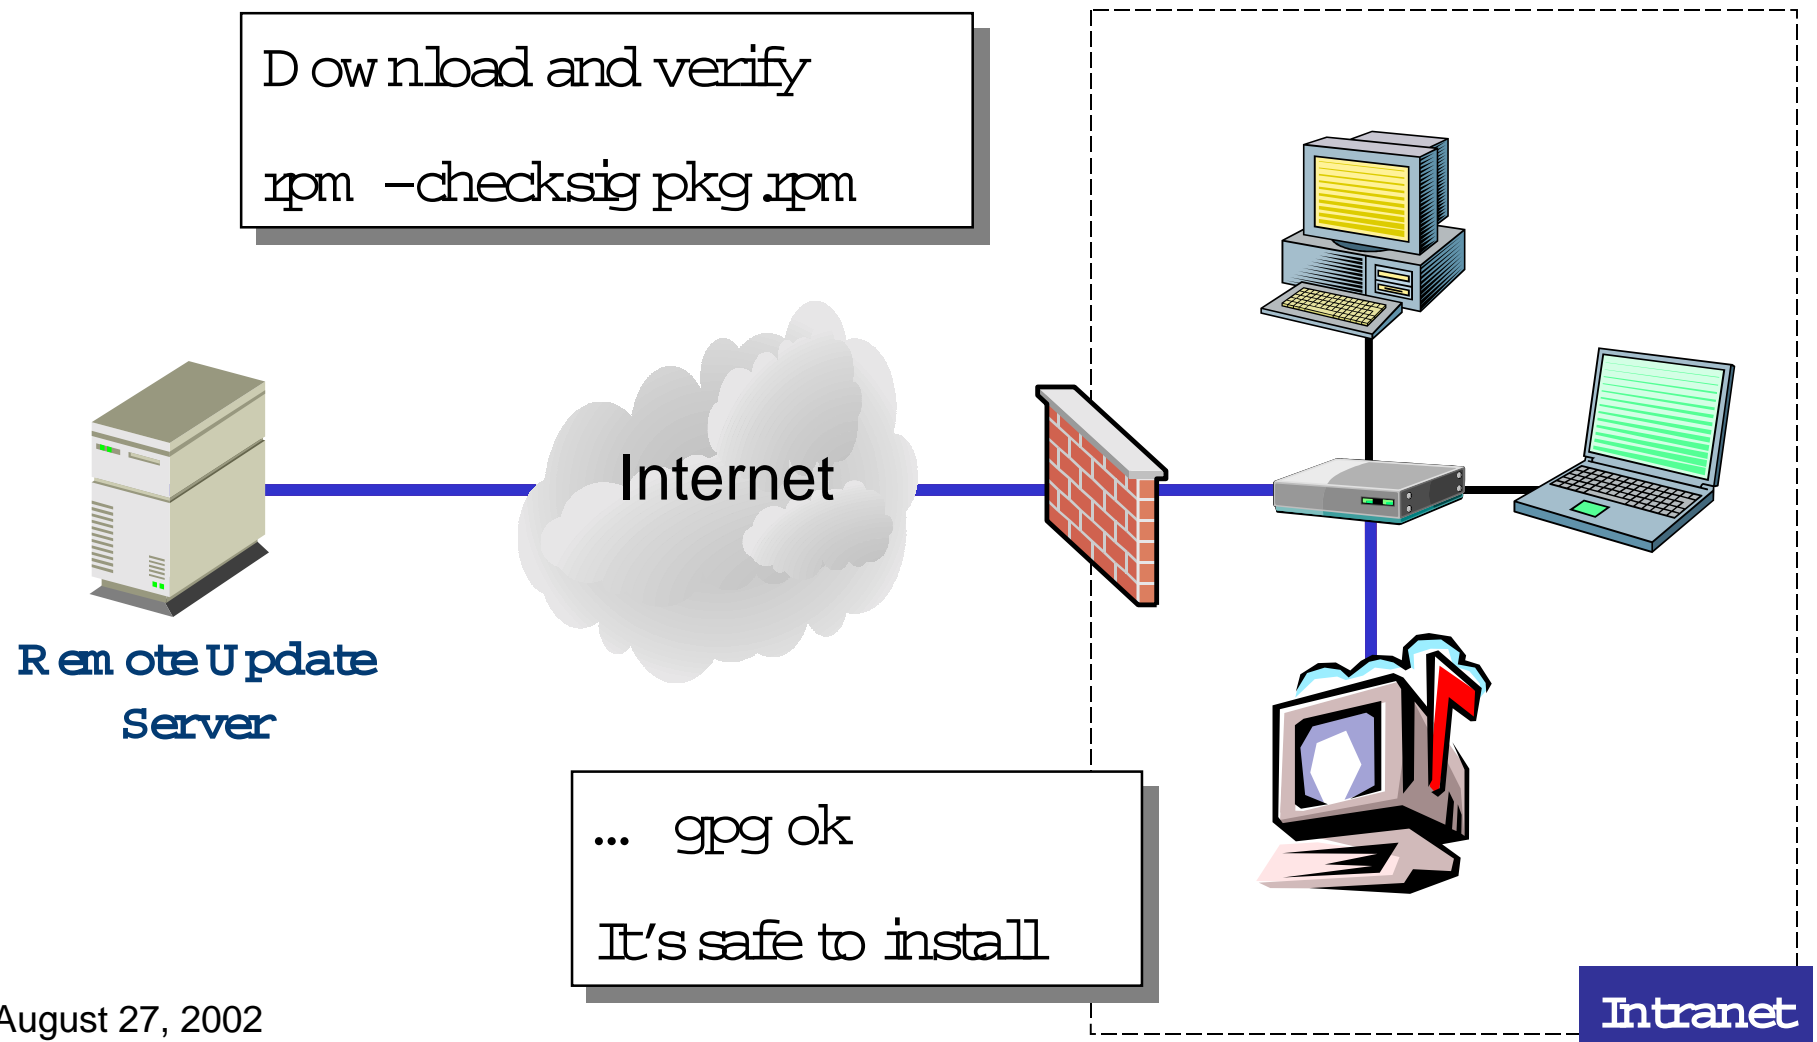 Download and verify
rpm –checksig pkg.rpm
Internet
Remote Update
Server
... gpg ok
It's safe to install
August 27, 2002
Intranet